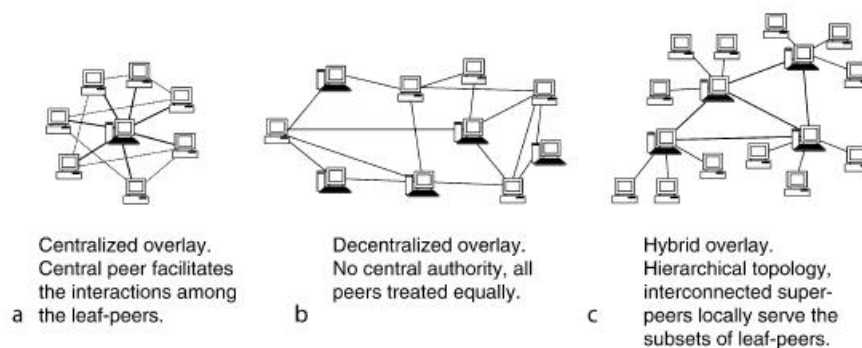 Centralized overlay.
Central peer facilitates
the interactions among
a the leaf-peers.
Decentralized overlay.
No central authority, all
peers treated equally.
b
Hybrid overlay.
Hierarchical topology,
interconnected super-
c peers locally serve the
subsets of leaf-peers.